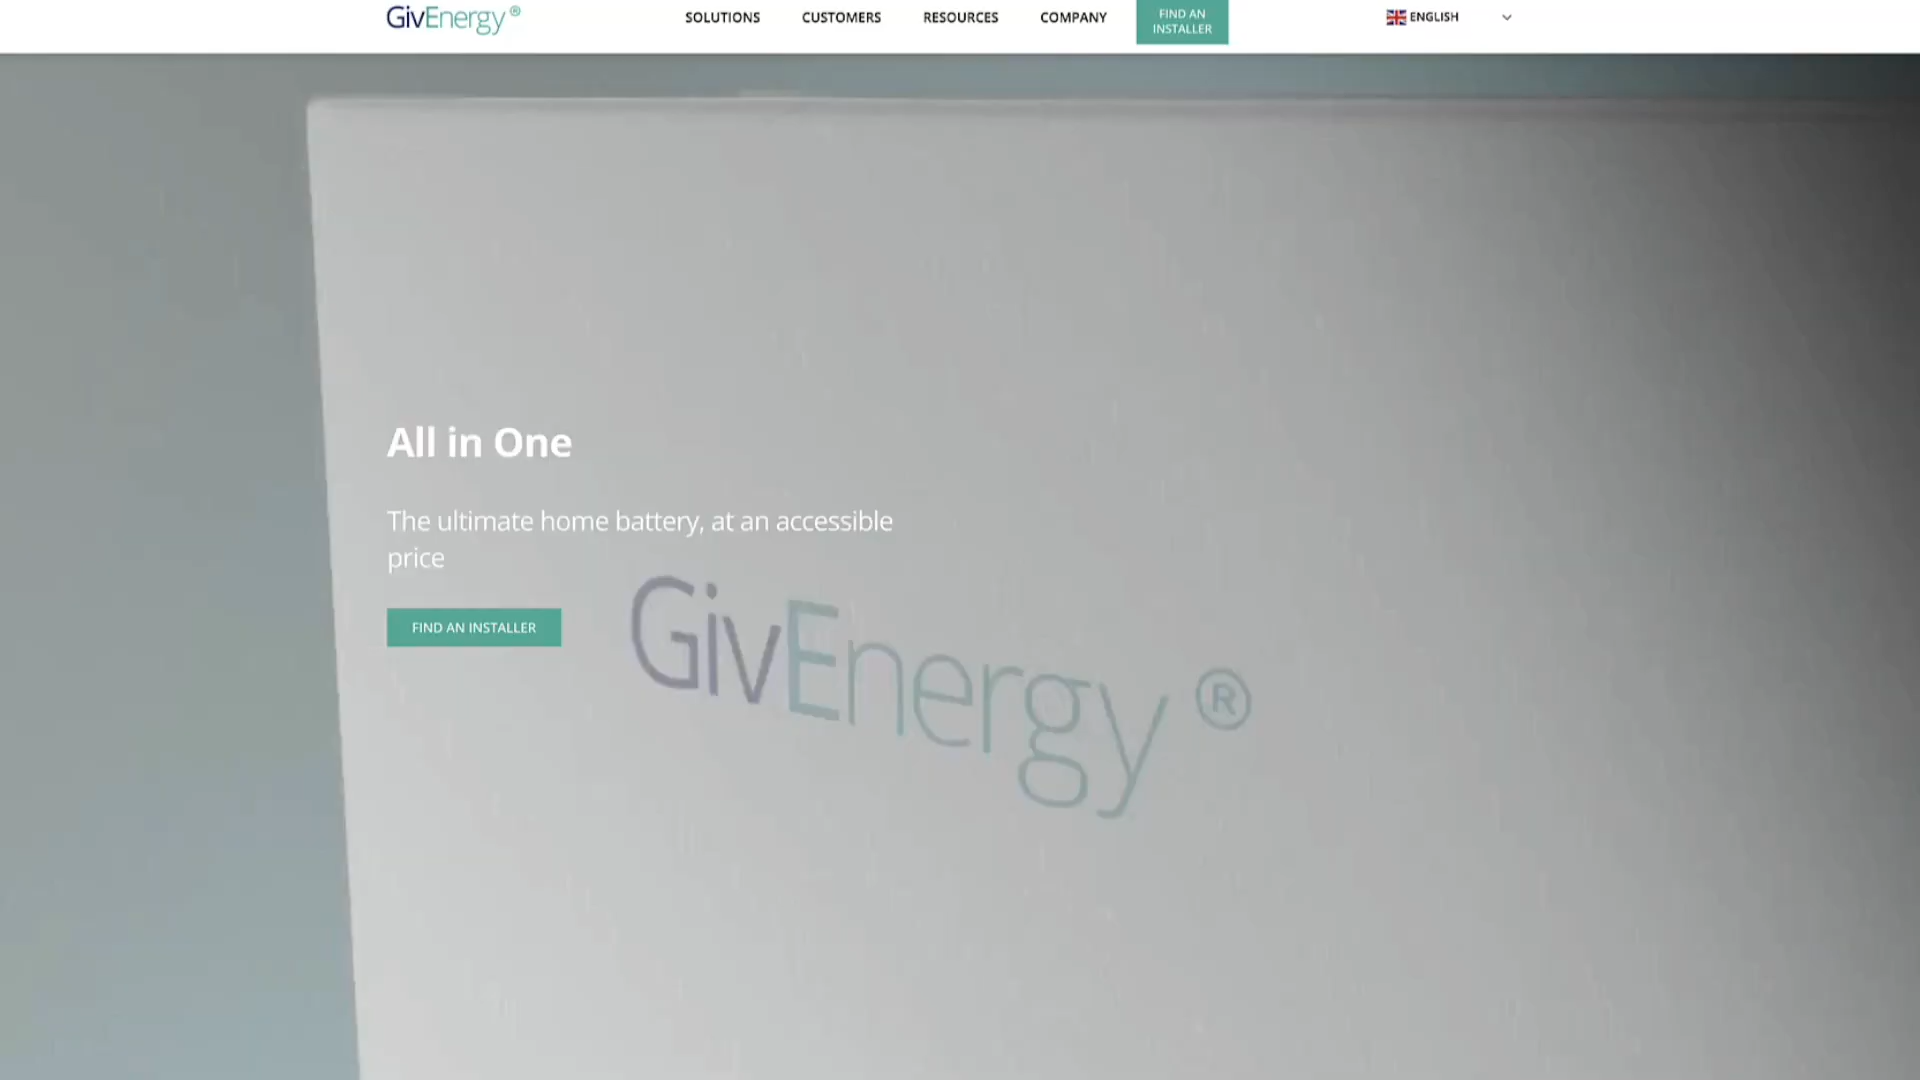 GivEnergy®
SOLUTIONS
CUSTOMERS
RESOURCES
COMPANY
FIND AN
INSTALLER
ENGLISH
All in One
The ultimate home battery, at an accessible
price
FIND AN INSTALLER
GivEnergy®